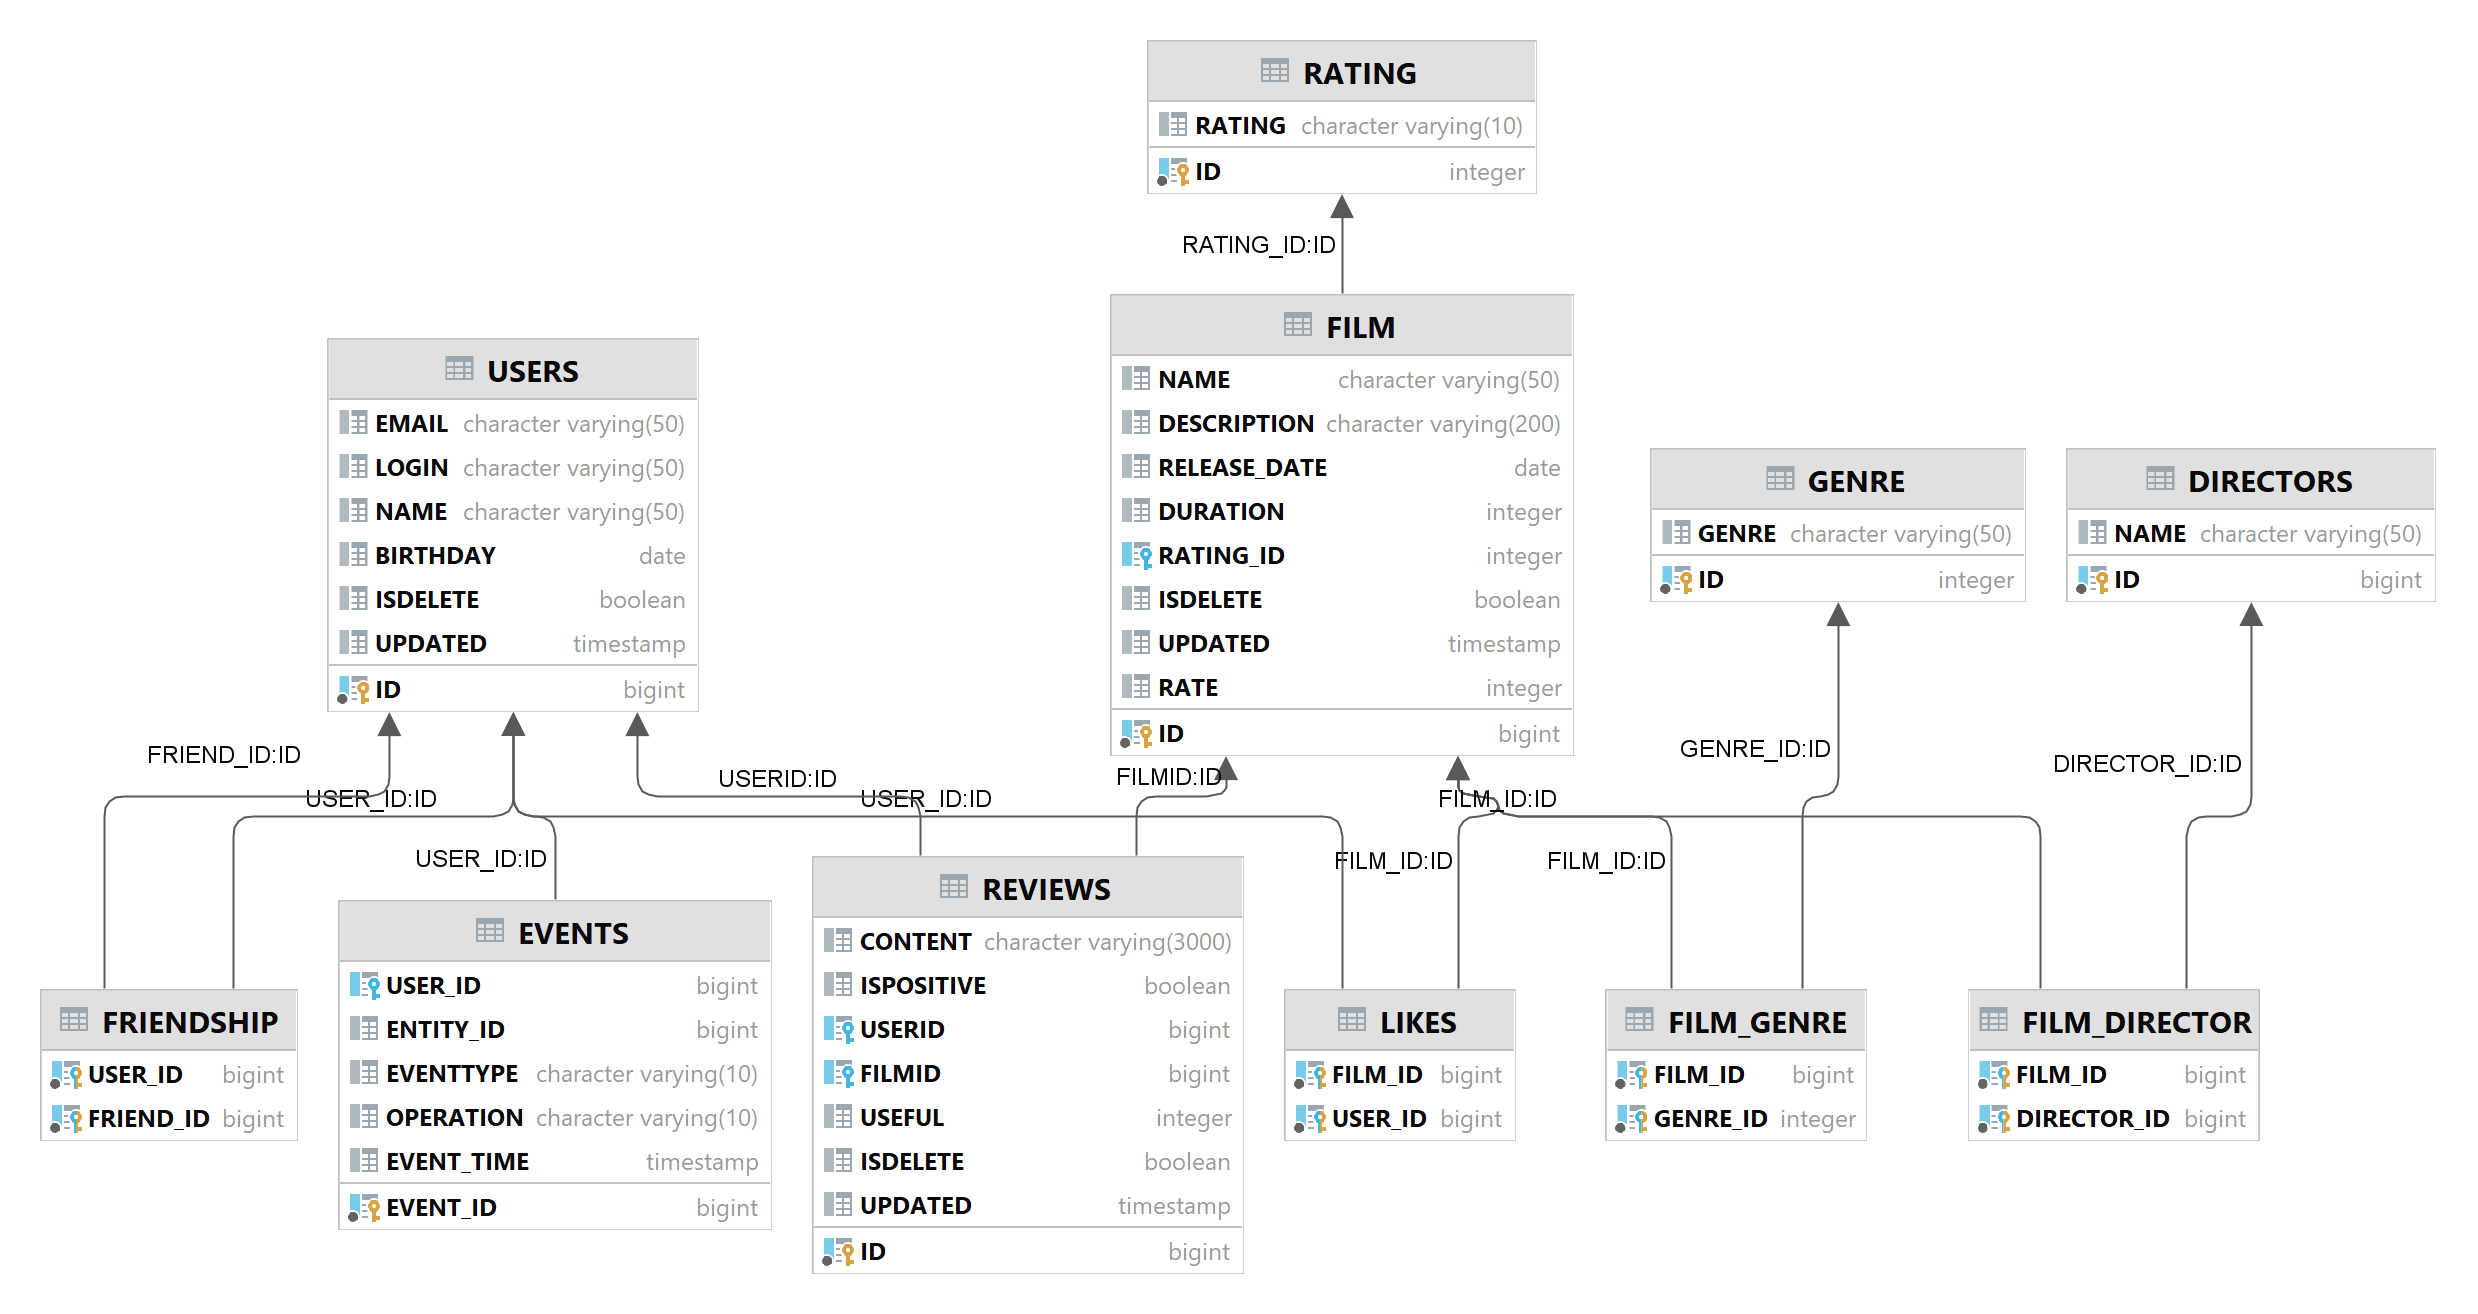 RATING
RATING character varying(10)
ID integer
RATING_ID:ID
FILM
NAME character varying(50)
DESCRIPTION character varying(200)
RELEASE_DATE date
DURATION integer
RATING_ID integer
ISDELETE boolean
UPDATED timestamp
RATE integer
ID bigint
USERS
EMAIL character varying(50)
LOGIN character varying(50)
NAME character varying(50)
BIRTHDAY date
ISDELETE boolean
UPDATED timestamp
ID bigint
GENRE
GENRE character varying(50)
ID integer
DIRECTORS
NAME character varying(50)
ID bigint
FRIEND_ID:ID
USER_ID:ID
USER_ID:ID
USERID:ID
USER_ID:ID
FILMID:ID
FILM_ID:ID
FILM_ID:ID
FILM_ID:ID
GENRE_ID:ID
DIRECTOR_ID:ID
FRIENDSHIP
USER_ID bigint
FRIEND_ID bigint
EVENTS
USER_ID bigint
ENTITY_ID bigint
EVENTTYPE character varying(10)
OPERATION character varying(10)
EVENT_TIME timestamp
EVENT_ID bigint
REVIEWS
CONTENT character varying(3000)
ISPOSITIVE boolean
USERID bigint
FILMID bigint
USEFUL integer
ISDELETE boolean
UPDATED timestamp
ID bigint
LIKES
FILM_ID bigint
USER_ID bigint
FILM_GENRE
FILM_ID bigint
GENRE_ID integer
FILM_DIRECTOR
FILM_ID bigint
DIRECTOR_ID bigint